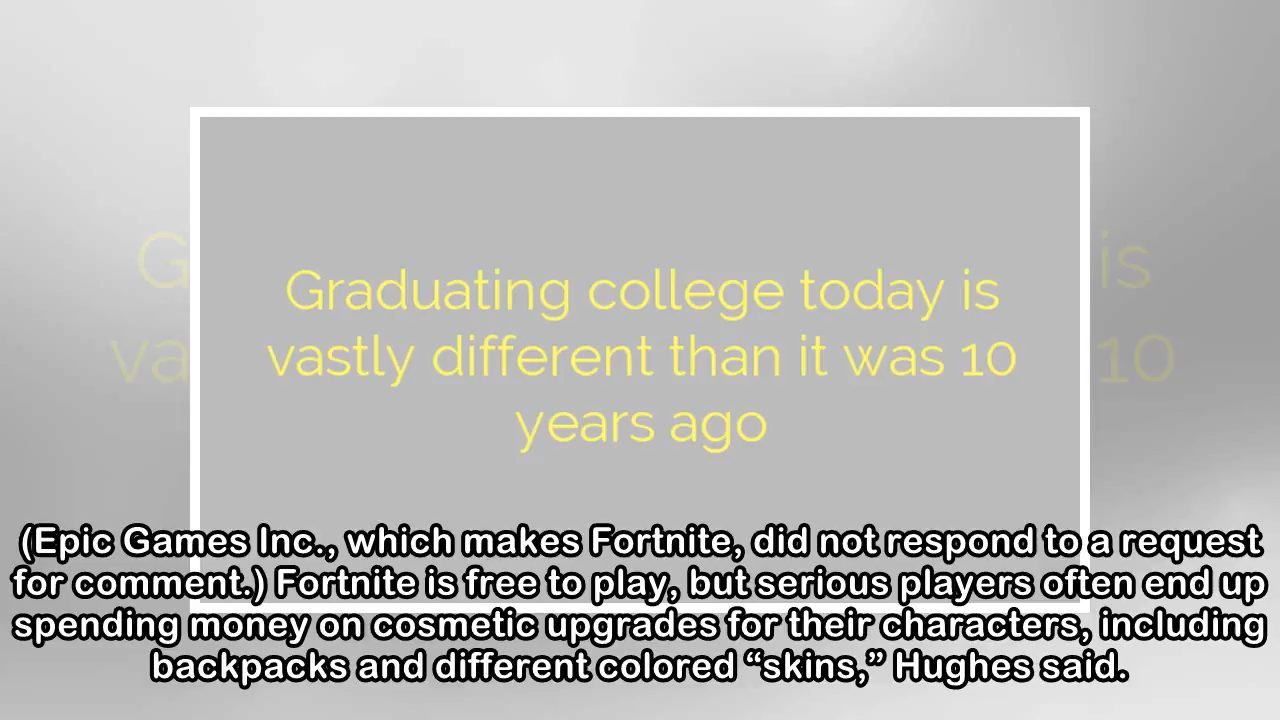 Graduating college today is
vastly different than it was 10
years ago
(Epic Games Inc., which makes Fortnite, did not respond to a request
for comment.) Fortnite is free to play, but serious players often end up
spending money on cosmetic upgrades for their characters, including
backpacks and different colored “skins,” Hughes said.